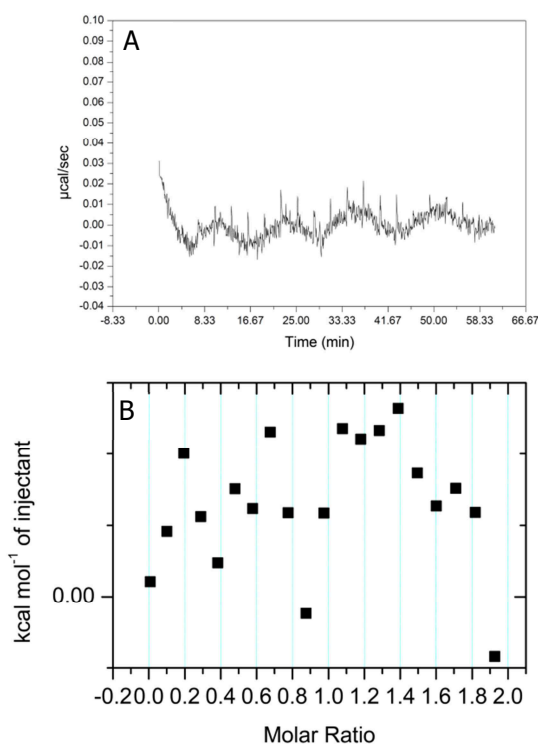 A
0.10
0.09
0.08
0.07
0.06
0.05
0.04
0.03
0.02
0.01
0.00
-0.01
-0.02
-0.03
-0.04
µcal/sec
-8.33 0.00 8.33 16.67 25.00 33.33 41.67 50.00 58.33 66.67
Time (min)
B
kcal mol⁻¹ of injectant
0.00
-0.2 0.0 0.2 0.4 0.6 0.8 1.0 1.2 1.4 1.6 1.8 2.0
Molar Ratio